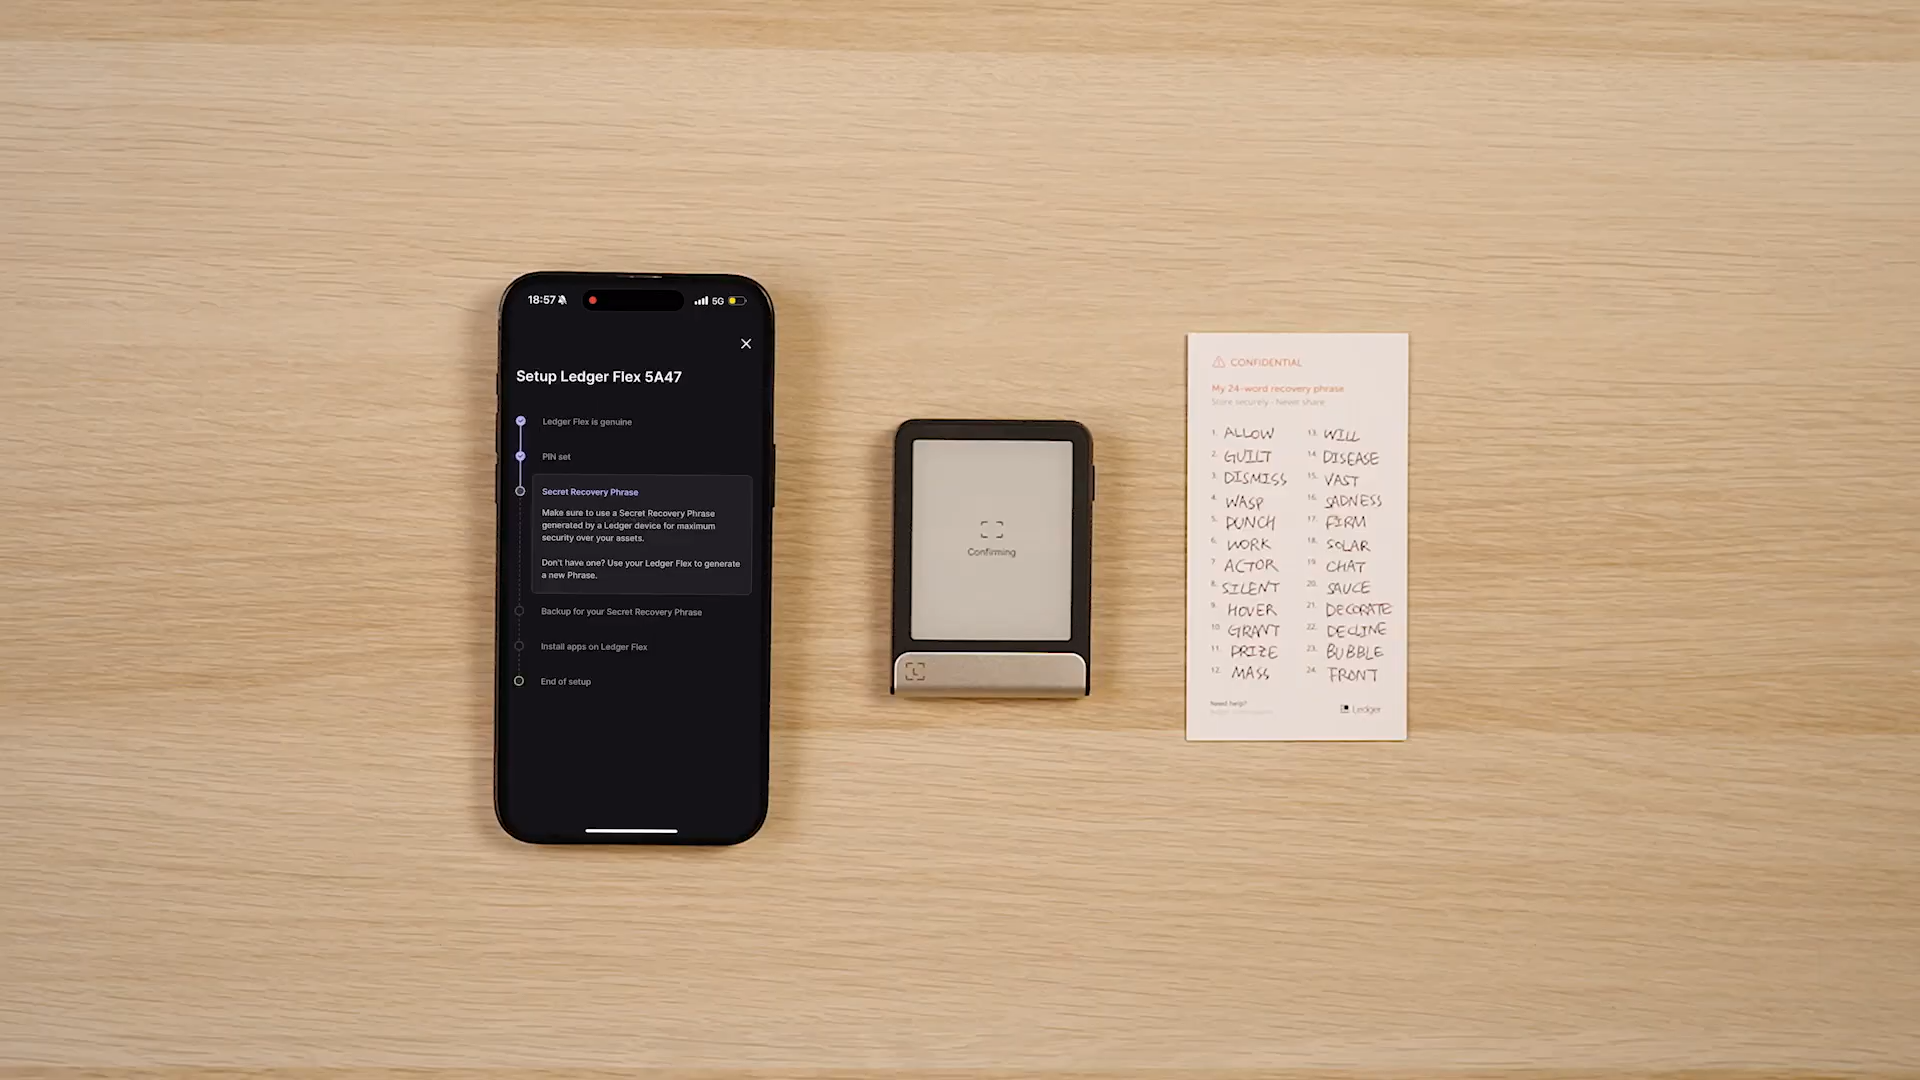 18:57
5G
Setup Ledger Flex 5A47
Ledger Flex is genuine
PIN set
Secret Recovery Phrase
Make sure to use a Secret Recovery Phrase
generated by a Ledger device for maximum
security over your assets.
Don't have one? Use your Ledger Flex to generate
a new Phrase.
Backup for your Secret Recovery Phrase
Install apps on Ledger Flex
End of setup
Confirming
CONFIDENTIAL
My 24-word recovery phrase
Store securely - Never share
1. ALLOW
2. GUILT
3. DISMISS
4. WASP
5. PUNCH
6. WORK
7. ACTOR
8. SILENT
9. HOVER
10. GRANT
11. PRIZE
12. MASS
13. WILL
14. DISEASE
15. VAST
16. SADNESS
17. FIRM
18. SOLAR
19. CHAT
20. SAUCE
21. DECORATE
22. DECLINE
23. BUBBLE
24. FRONT
Need help?
Ledger